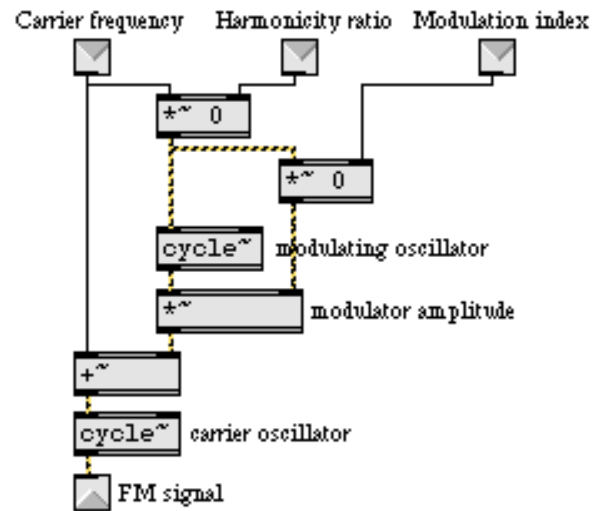 Carrier frequency Harmonicity ratio Modulation index
*~ 0
*~ 0
cycle~ modulating oscillator
*~ modulator amplitude
+~
cycle~ carrier oscillator
FM signal